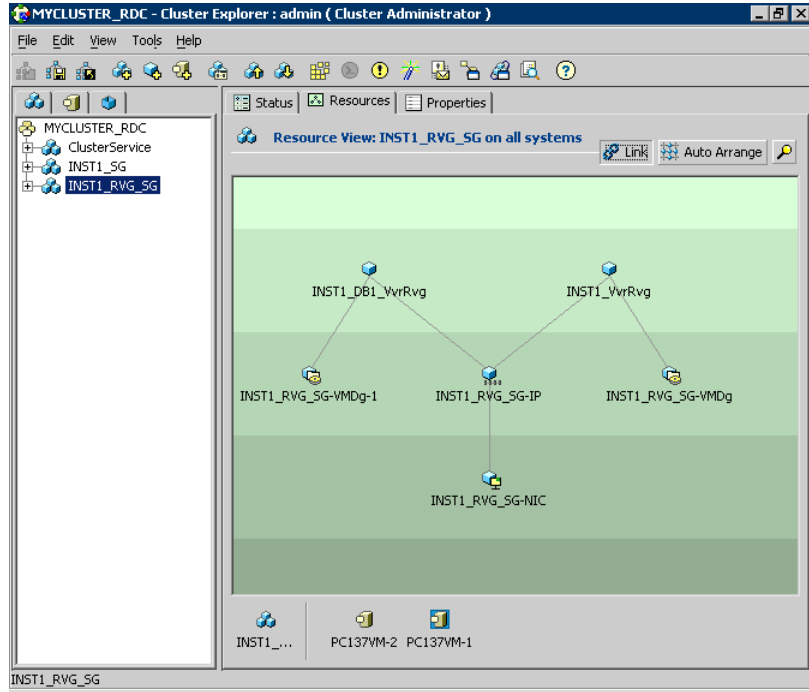 MYCLUSTER_RDC - Cluster Explorer : admin ( Cluster Administrator )
File Edit View Tools Help
Status Resources Properties
MYCLUSTER_RDC
ClusterService
INST1_SG
INST1_RVG_SG
Resource View: INST1_RVG_SG on all systems
Link Auto Arrange
INST1_DB1_VvrRvg INST1_VvrRvg
INST1_RVG_SG-VMDg-1 INST1_RVG_SG-IP INST1_RVG_SG-VMDg
INST1_RVG_SG-NIC
INST1_... PC137VM-2 PC137VM-1
INST1_RVG_SG